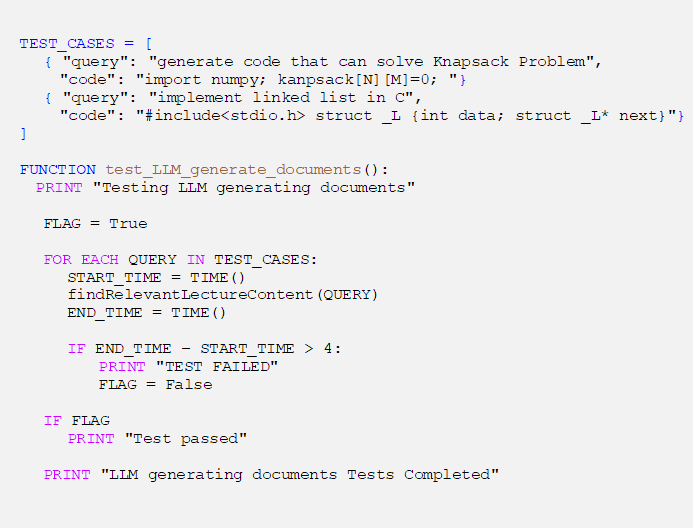 TEST_CASES = [
{ "query": "generate code that can solve Knapsack Problem",
"code": "import numpy; kanpsack[N][M]=0; "}
{ "query": "implement linked list in C",
"code": "#include<stdio.h> struct _L {int data; struct _L* next}"}
]
FUNCTION test_LLM_generate_documents():
PRINT "Testing LLM generating documents"
FLAG = True
FOR EACH QUERY IN TEST_CASES:
START_TIME = TIME()
findRelevantLectureContent(QUERY)
END_TIME = TIME()
IF END_TIME - START_TIME > 4:
PRINT "TEST FAILED"
FLAG = False
IF FLAG
PRINT "Test passed"
PRINT "LLM generating documents Tests Completed"